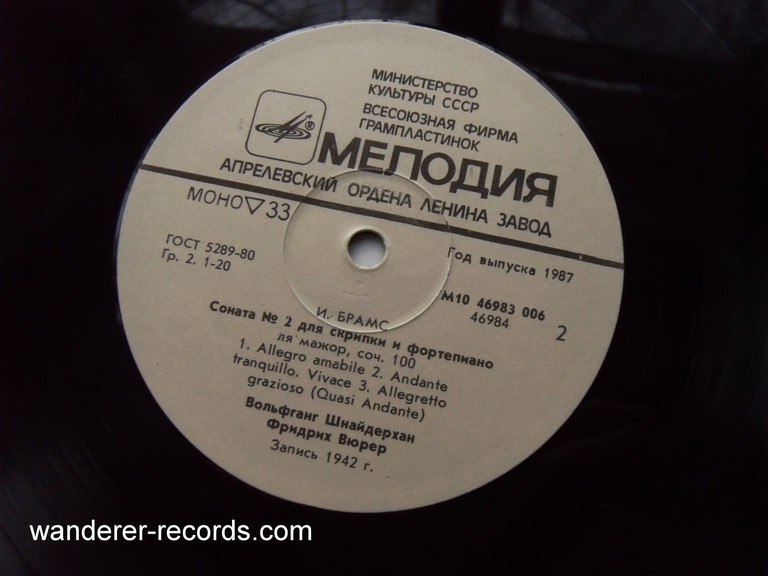 МИНИСТЕРСТВО
КУЛЬТУРЫ СССР
ВСЕСОЮЗНАЯ ФИРМА
ГРАМПЛАСТИНОК
®
МЕЛОДИЯ
АПРЕЛЕВСКИЙ ОРДЕНА ЛЕНИНА ЗАВОД
МОНО ▽ 33
ГОСТ 5289-80
Гр. 2. 1-20
Год выпуска 1987
М10 46983 006
46984
2
И. БРАМС
Соната № 2 для скрипки и фортепиано
ля мажор, соч. 100
1. Allegro amabile 2. Andante
tranquillo. Vivace 3. Allegretto
grazioso (Quasi Andante)
Вольфганг Шнайдерхан
Фридрих Вюрер
Запись 1942 г.
wanderer-records.com